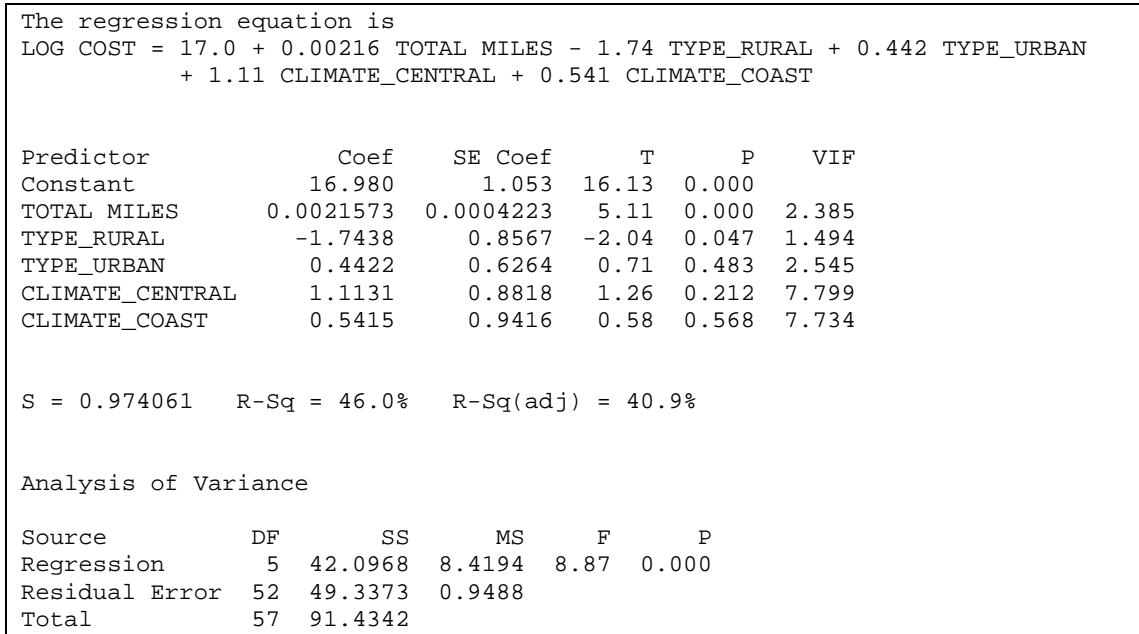 The regression equation is
LOG COST = 17.0 + 0.00216 TOTAL MILES - 1.74 TYPE_RURAL + 0.442 TYPE_URBAN
+ 1.11 CLIMATE_CENTRAL + 0.541 CLIMATE_COAST
Predictor Coef SE Coef T P VIF
Constant 16.980 1.053 16.13 0.000
TOTAL MILES 0.0021573 0.0004223 5.11 0.000 2.385
TYPE_RURAL -1.7438 0.8567 -2.04 0.047 1.494
TYPE_URBAN 0.4422 0.6264 0.71 0.483 2.545
CLIMATE_CENTRAL 1.1131 0.8818 1.26 0.212 7.799
CLIMATE_COAST 0.5415 0.9416 0.58 0.568 7.734
S = 0.974061 R-Sq = 46.0% R-Sq(adj) = 40.9%
Analysis of Variance
Source DF SS MS F P
Regression 5 42.0968 8.4194 8.87 0.000
Residual Error 52 49.3373 0.9488
Total 57 91.4342